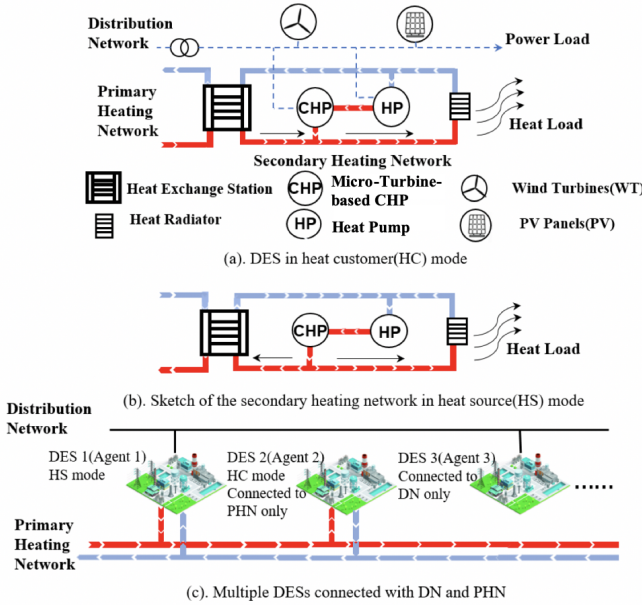 Distribution
Network
Power Load
Primary
Heating
Network
CHP
HP
Heat Load
Secondary Heating Network
Heat Exchange Station
CHP
Micro-Turbine-
based CHP
Wind Turbines(WT)
Heat Radiator
HP
Heat Pump
PV Panels(PV)
(a). DES in heat customer(HC) mode
CHP
HP
Heat Load
(b). Sketch of the secondary heating network in heat source(HS) mode
Distribution
Network
DES 1(Agent 1)
HS mode
DES 2(Agent 2)
HC mode
Connected to
PHN only
DES 3(Agent 3)
Connected to
DN only
......
Primary
Heating
Network
(c). Multiple DESs connected with DN and PHN